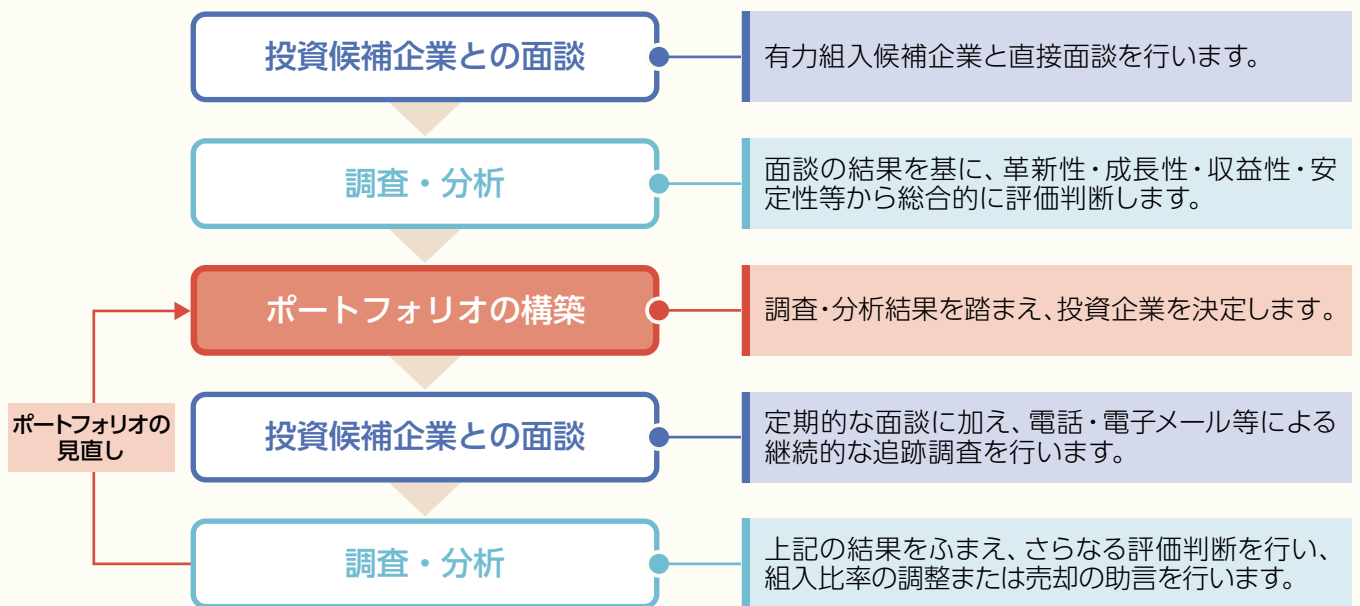 投資候補企業との面談
有力組入候補企業と直接面談を行います。
調査・分析
面談の結果を基に、革新性・成長性・収益性・安
定性等から総合的に評価判断します。
ポートフォリオの構築
調査・分析結果を踏まえ、投資企業を決定します。
ポートフォリオの
見直し
投資候補企業との面談
定期的な面談に加え、電話・電子メール等による
継続的な追跡調査を行います。
調査・分析
上記の結果をふまえ、さらなる評価判断を行い、
組入比率の調整または売却の助言を行います。